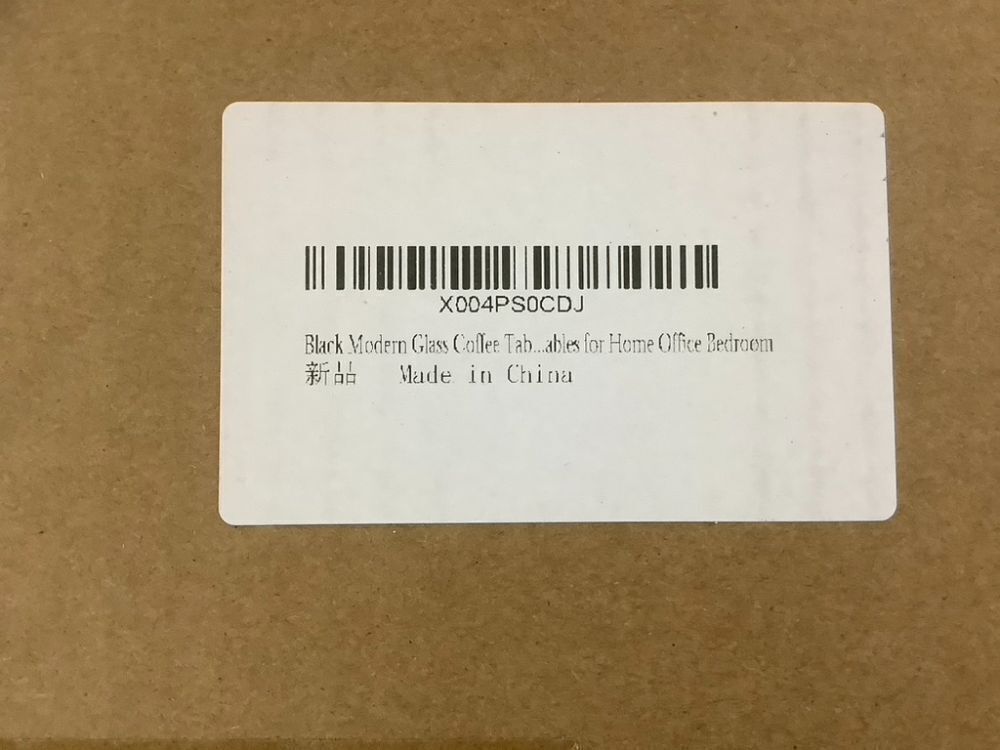 X004PS0CDJ
Black Modern Glass Coffee Tab...ables for Home Office Bedroom
新品 Made in China